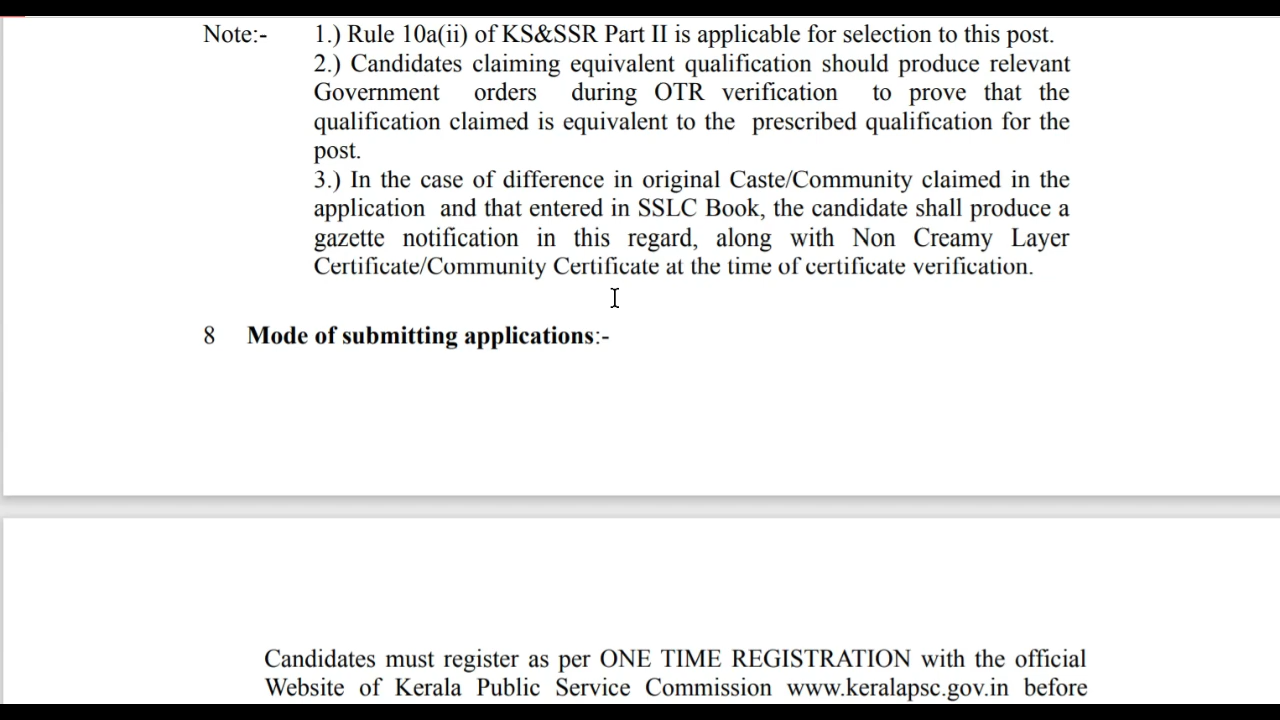 Note:- 1.) Rule 10a(ii) of KS&SSR Part II is applicable for selection to this post.
2.) Candidates claiming equivalent qualification should produce relevant
Government orders during OTR verification to prove that the
qualification claimed is equivalent to the prescribed qualification for the
post.
3.) In the case of difference in original Caste/Community claimed in the
application and that entered in SSLC Book, the candidate shall produce a
gazette notification in this regard, along with Non Creamy Layer
Certificate/Community Certificate at the time of certificate verification.
8 Mode of submitting applications:-
Candidates must register as per ONE TIME REGISTRATION with the official
Website of Kerala Public Service Commission www.keralapsc.gov.in before